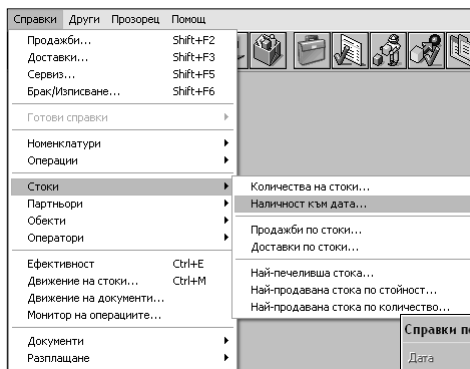 Справки Други Прозорец Помощ
Продажби... Shift+F2
Доставки... Shift+F3
Сервиз... Shift+F5
Брак/Изписване... Shift+F6
Готови справки
Номенклатури
Операции
Стоки
Партньори
Обекти
Оператори
Ефективност Ctrl+E
Движение на стоки... Ctrl+M
Движение на документи...
Монитор на операциите...
Документи
Разплащане
Количества на стоки...
Наличност към дата...
Продажби по стоки...
Доставки по стоки...
Най-печеливша стока...
Най-продавана стока по стойност...
Най-продавана стока по количество...
Справки
Дата